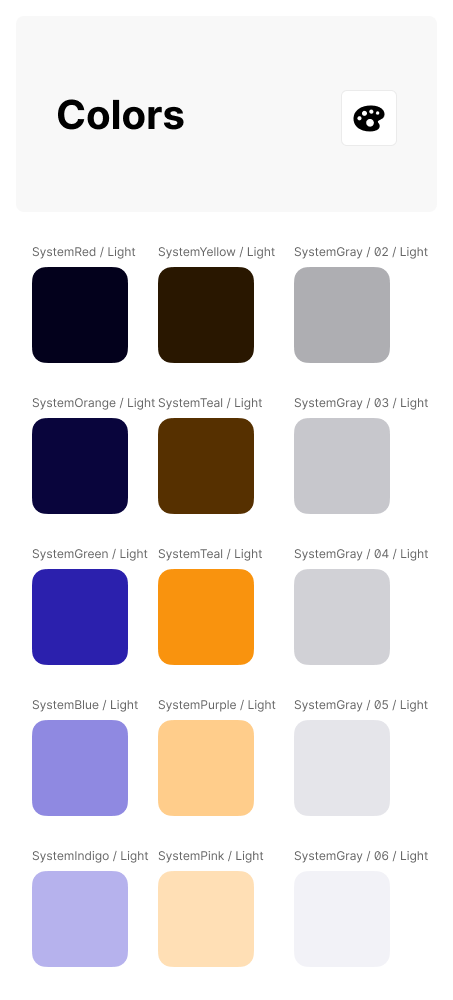 Colors
SystemRed / Light
SystemYellow / Light
SystemGray / 02 / Light
SystemOrange / Light
SystemTeal / Light
SystemGray / 03 / Light
SystemGreen / Light
SystemTeal / Light
SystemGray / 04 / Light
SystemBlue / Light
SystemPurple / Light
SystemGray / 05 / Light
SystemIndigo / Light
SystemPink / Light
SystemGray / 06 / Light